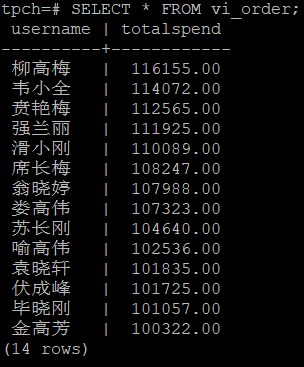 tpch=# SELECT * FROM vi_order;
 username | totalspend
----------+------------
 柳高梅   |  116155.00
 韦小全   |  114072.00
 贲艳梅   |  112565.00
 强兰丽   |  111925.00
 滑小刚   |  110089.00
 席长梅   |  108247.00
 翁晓婷   |  107988.00
 娄高伟   |  107323.00
 苏长刚   |  104640.00
 喻高伟   |  102536.00
 袁晓轩   |  101835.00
 伏成峰   |  101725.00
 毕晓刚   |  101057.00
 金高芳   |  100322.00
(14 rows)